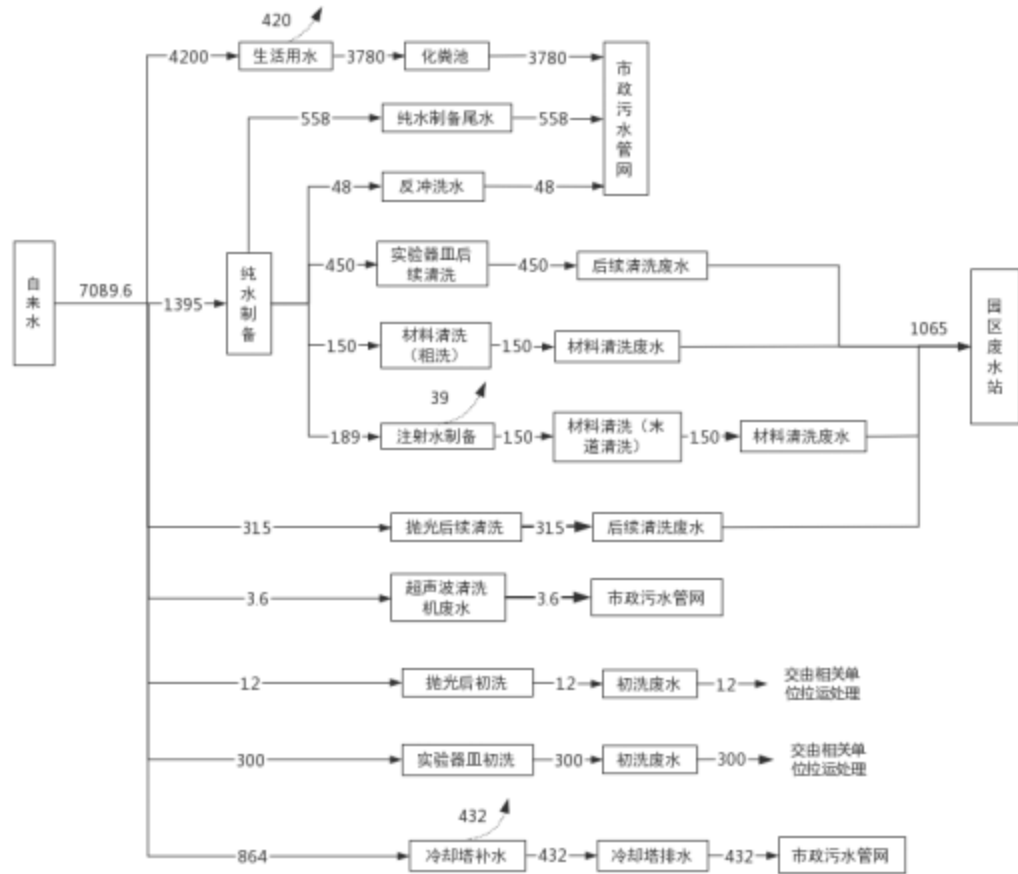 420
4200
生活用水
3780
化粪池
3780
市政污水管网
558
纯水制备尾水
558
48
反冲洗水
48
自来水
7089.6
1395
纯水制备
450
实验器皿后
续清洗
450
后续清洗废水
150
材料清洗
（粗洗）
150
材料清洗废水
1065
园区废水站
39
189
注射水制备
150
材料清洗（末
道清洗）
150
材料清洗废水
315
抛光后续清洗
315
后续清洗废水
3.6
超声波清洗
机废水
3.6
市政污水管网
12
抛光后初洗
12
初洗废水
12
交由相关单
位拉运处理
300
实验器皿初洗
300
初洗废水
300
交由相关单
位拉运处理
432
864
冷却塔补水
432
冷却塔排水
432
市政污水管网